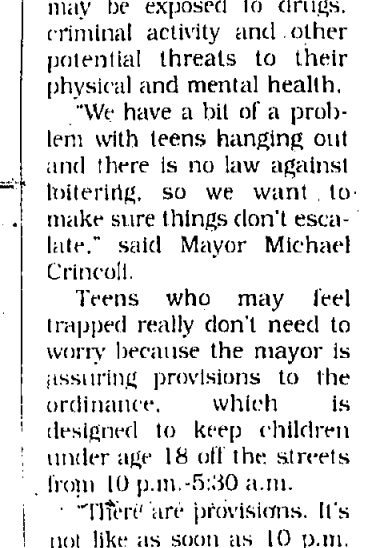 may be exposed to drugs,
criminal activity and other
potential threats to their
physical and mental health.
"We have a bit of a prob-
lem with teens hanging out
and there is no law against
loitering, so we want to
make sure things don't esca-
late," said Mayor Michael
Crincoli.
Teens who may feel
trapped really don't need to
worry because the mayor is
assuring provisions to the
ordinance, which is
designed to keep children
under age 18 off the streets
from 10 p.m.-5:30 a.m.
"There are provisions. It's
not like as soon as 10 p.m.